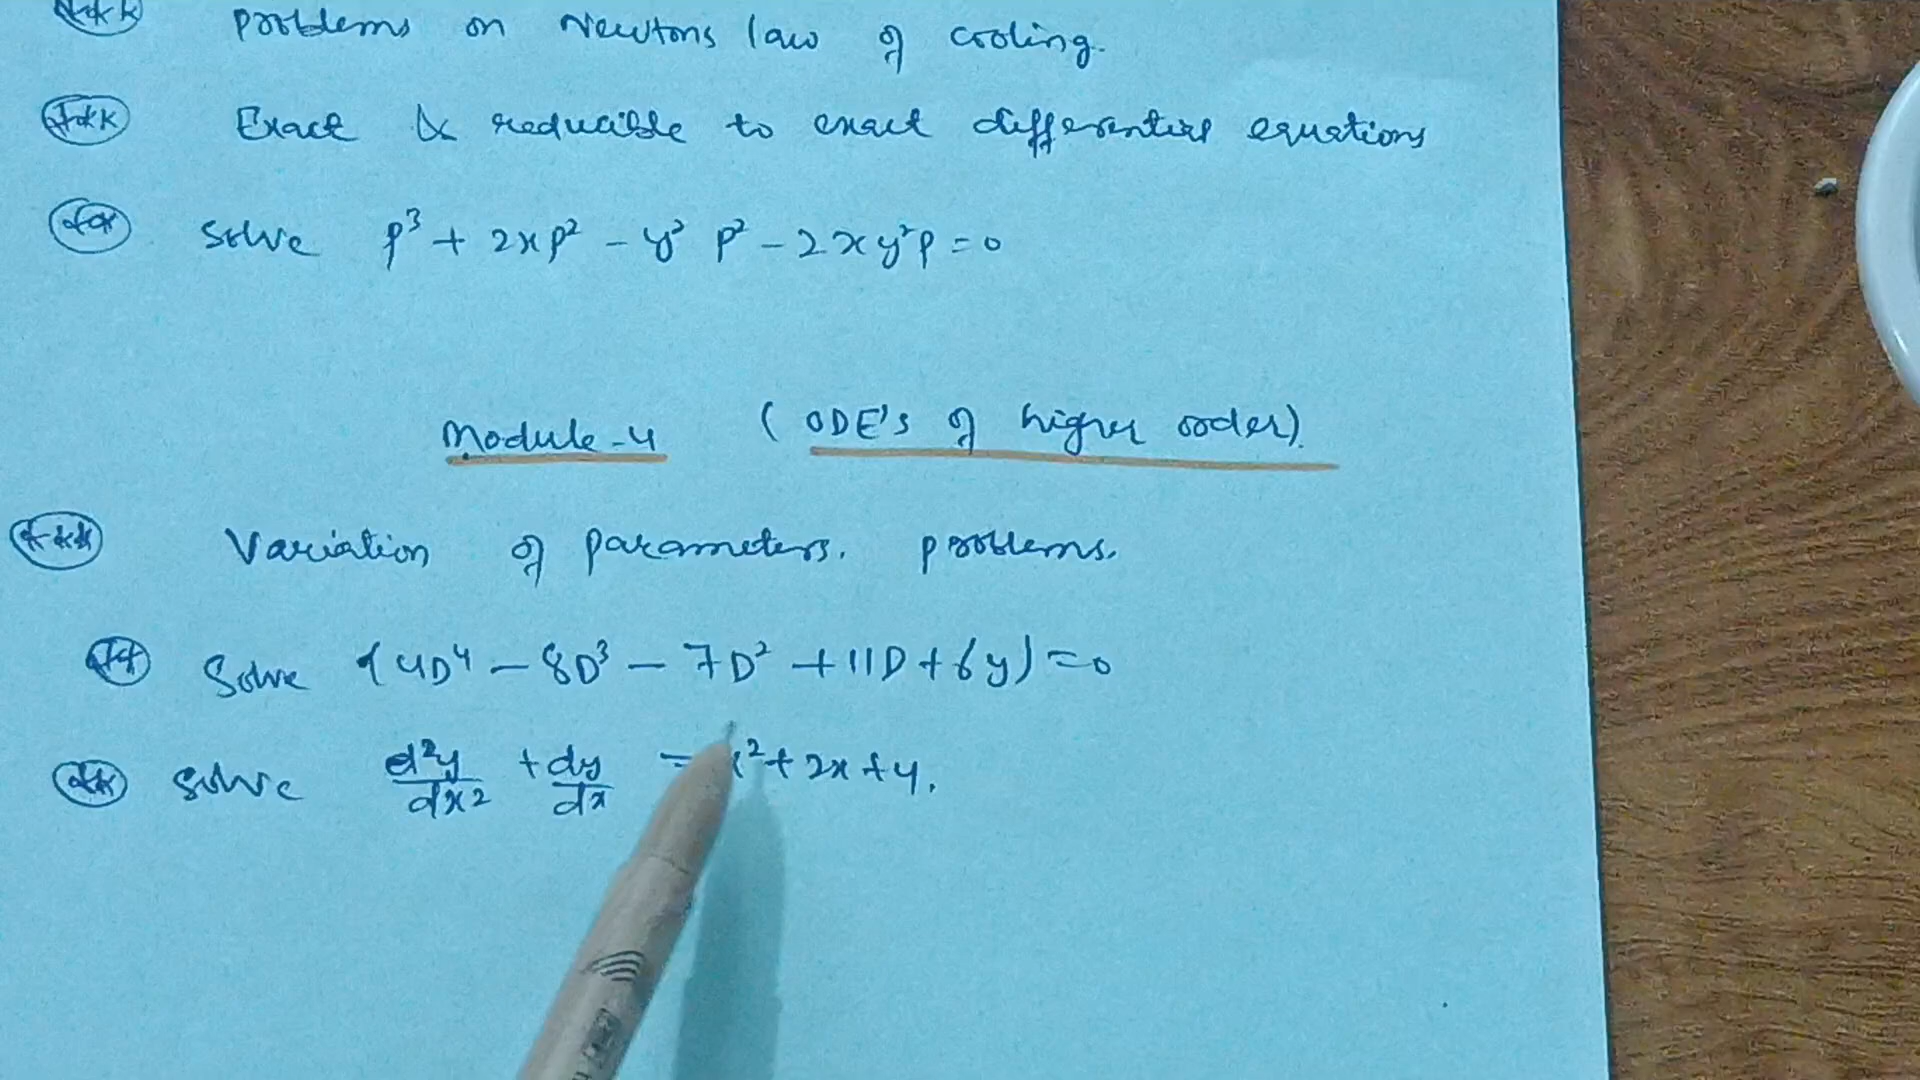 *** problems on Newtons law of cooling.
*** Exact & reducible to exact differential equations
** Solve p³ + 2xp² - y² p² - 2xy²p = 0
Module-4 (ODE's of higher order).
*** Variation of parameters. problems.
** Solve (4D⁴ - 8D³ - 7D² + 11D + 6y) = 0
** Solve d²y/dx² + dy/dx = x² + 2x + 4.